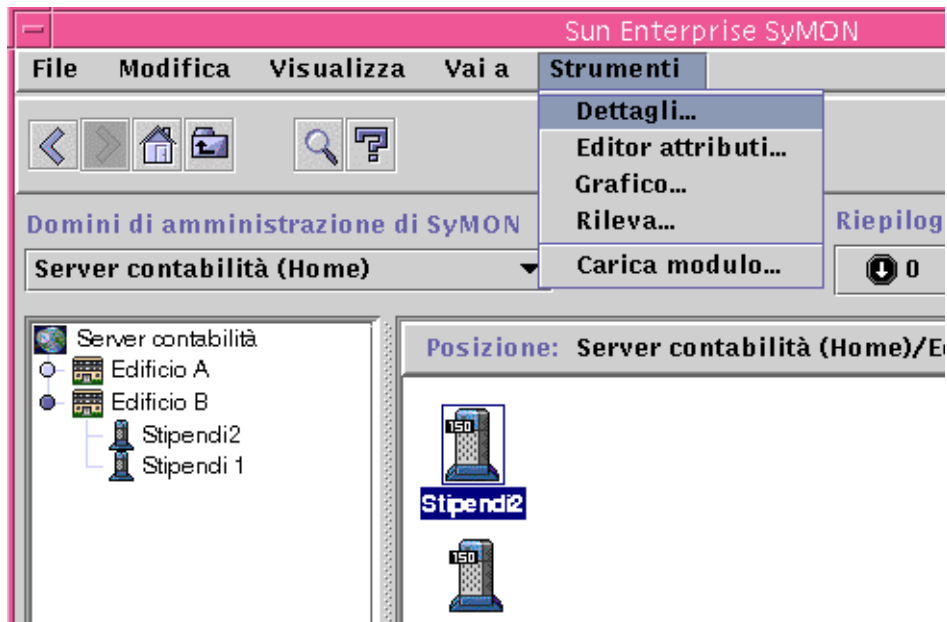 Sun Enterprise SyMON
File Modifica Visualizza Vai a Strumenti
Dettagli...
Editor attributi...
Grafico...
Rileva...
Carica modulo...
Domini di amministrazione di SyMON
Riepilog
Server contabilità (Home)
0
Server contabilità
Edificio A
Edificio B
Stipendi2
Stipendi 1
Posizione: Server contabilità (Home)/E
150
Stipendi2
150